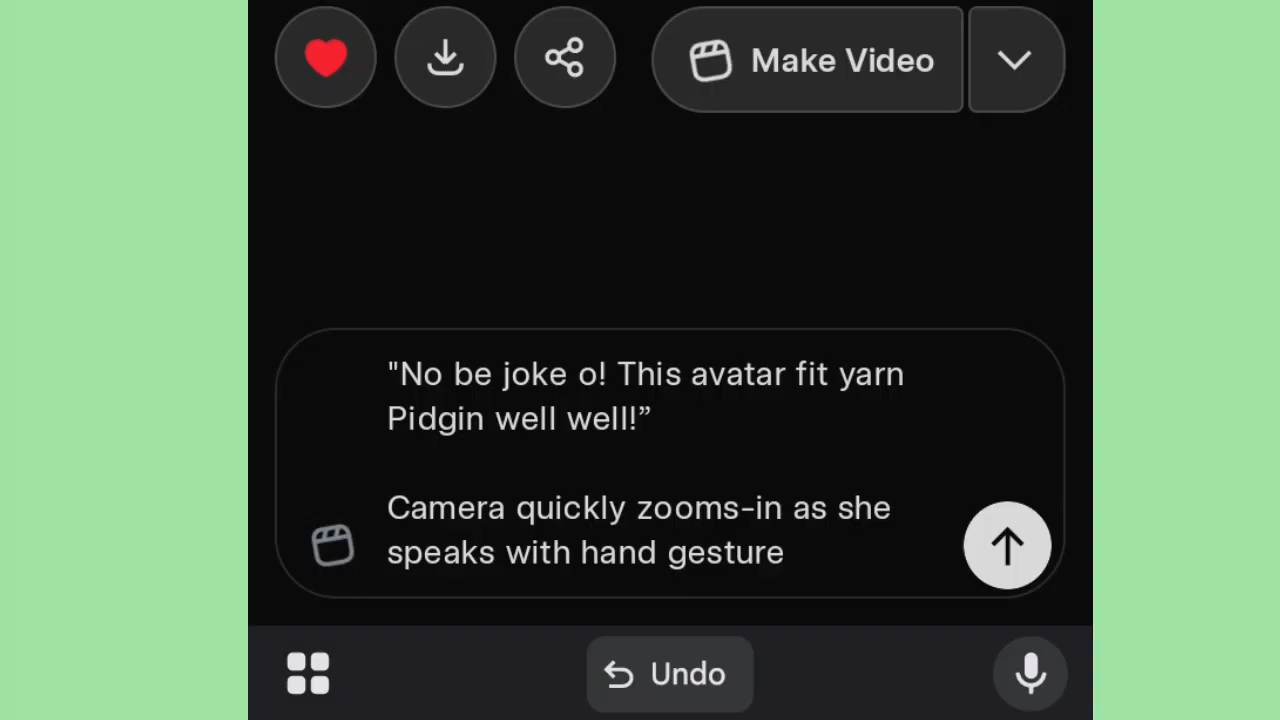 Make Video
"No be joke o! This avatar fit yarn
Pidgin well well!”
Camera quickly zooms-in as she
speaks with hand gesture
Undo